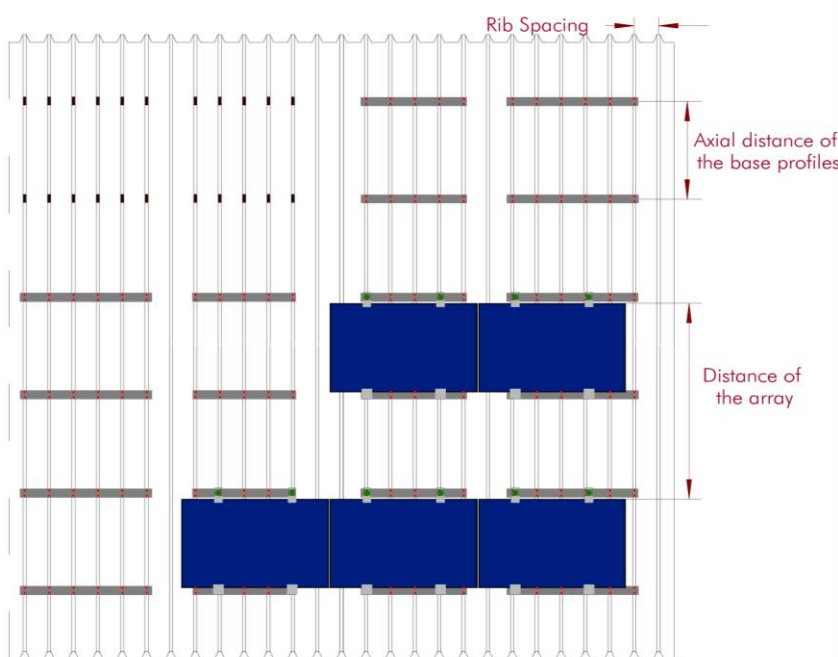 Rib Spacing
Axial distance of
the base profiles
Distance of
the array